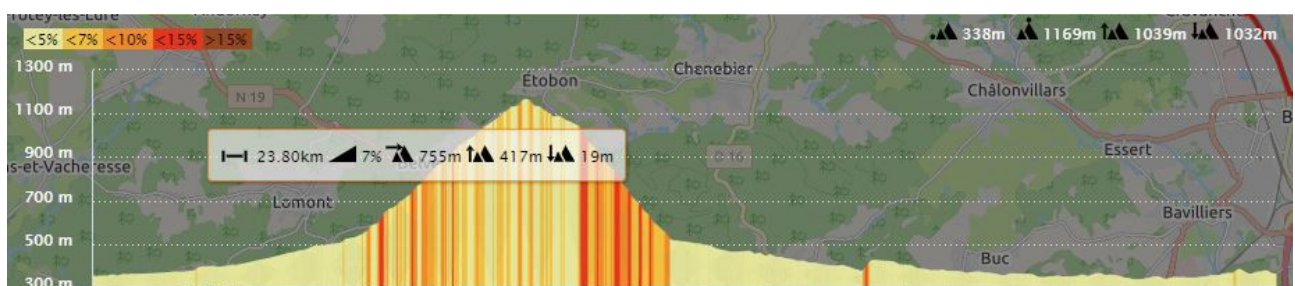 <5% <7% <10% <15% >15%
338m 1169m 1039m 1032m
1300 m
Étobon
Chenebier
N 19
Châlonvillars
1100 m
23.80km 7% 755m 417m 19m
900 m
Essert
700 m
Lomont
Bavilliers
500 m
Buc
300 m